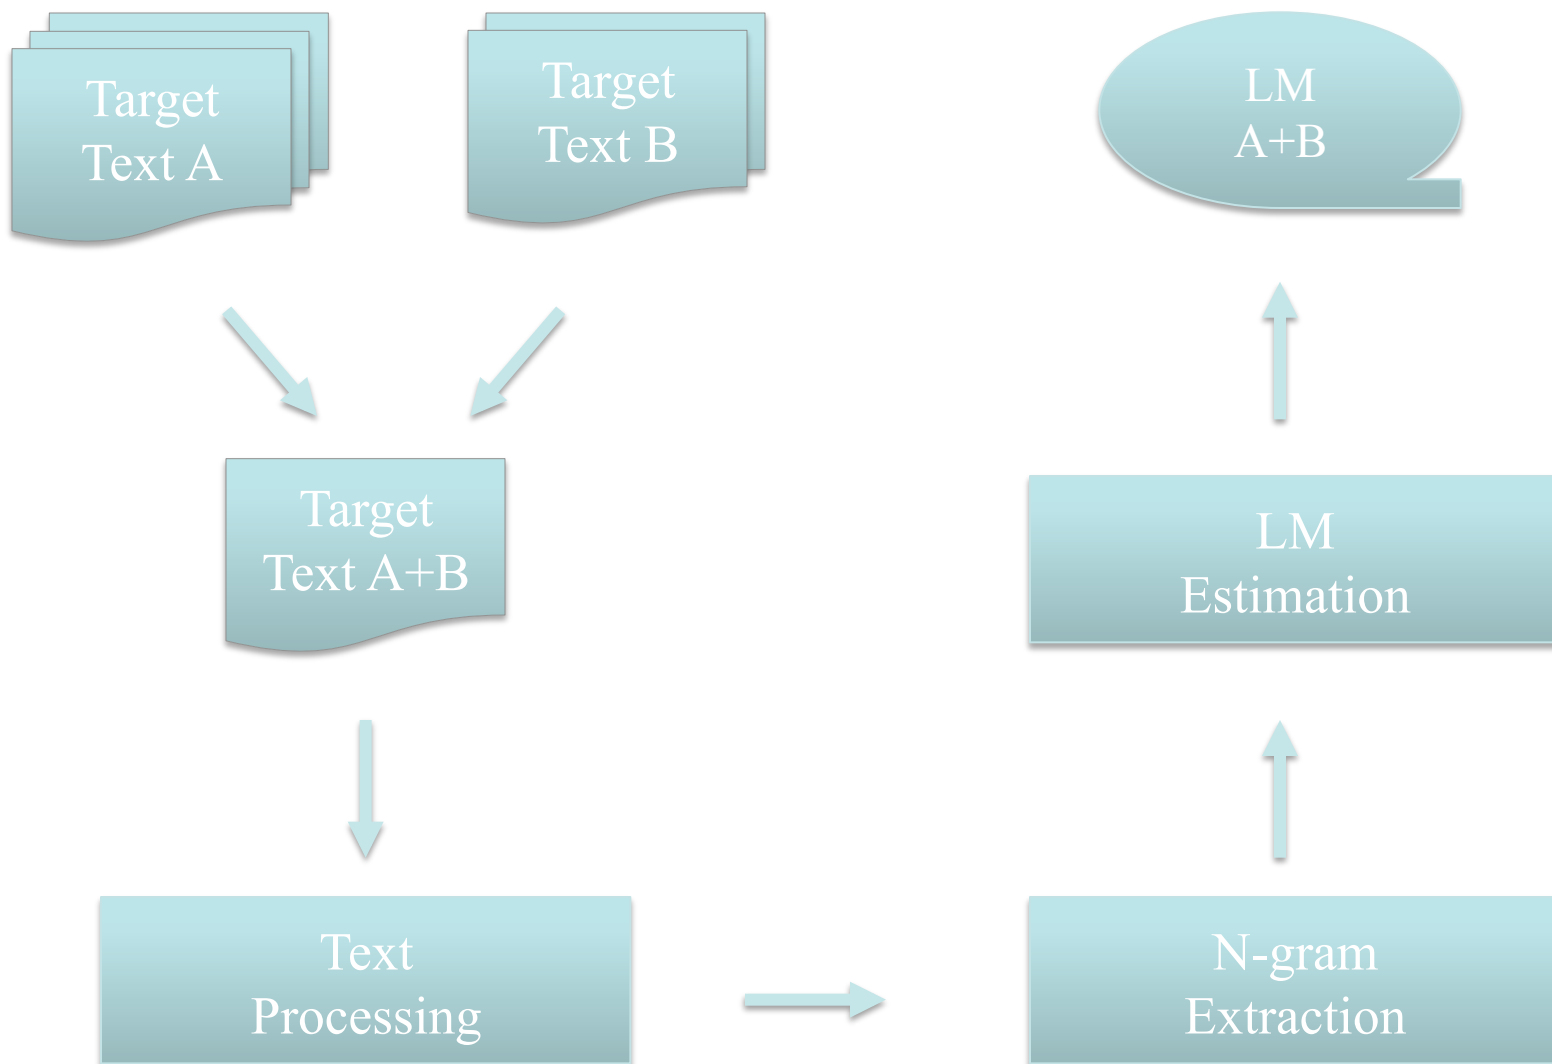 Target
Text A
Target
Text B
LM
A+B
Target
Text A+B
LM
Estimation
Text
Processing
N-gram
Extraction